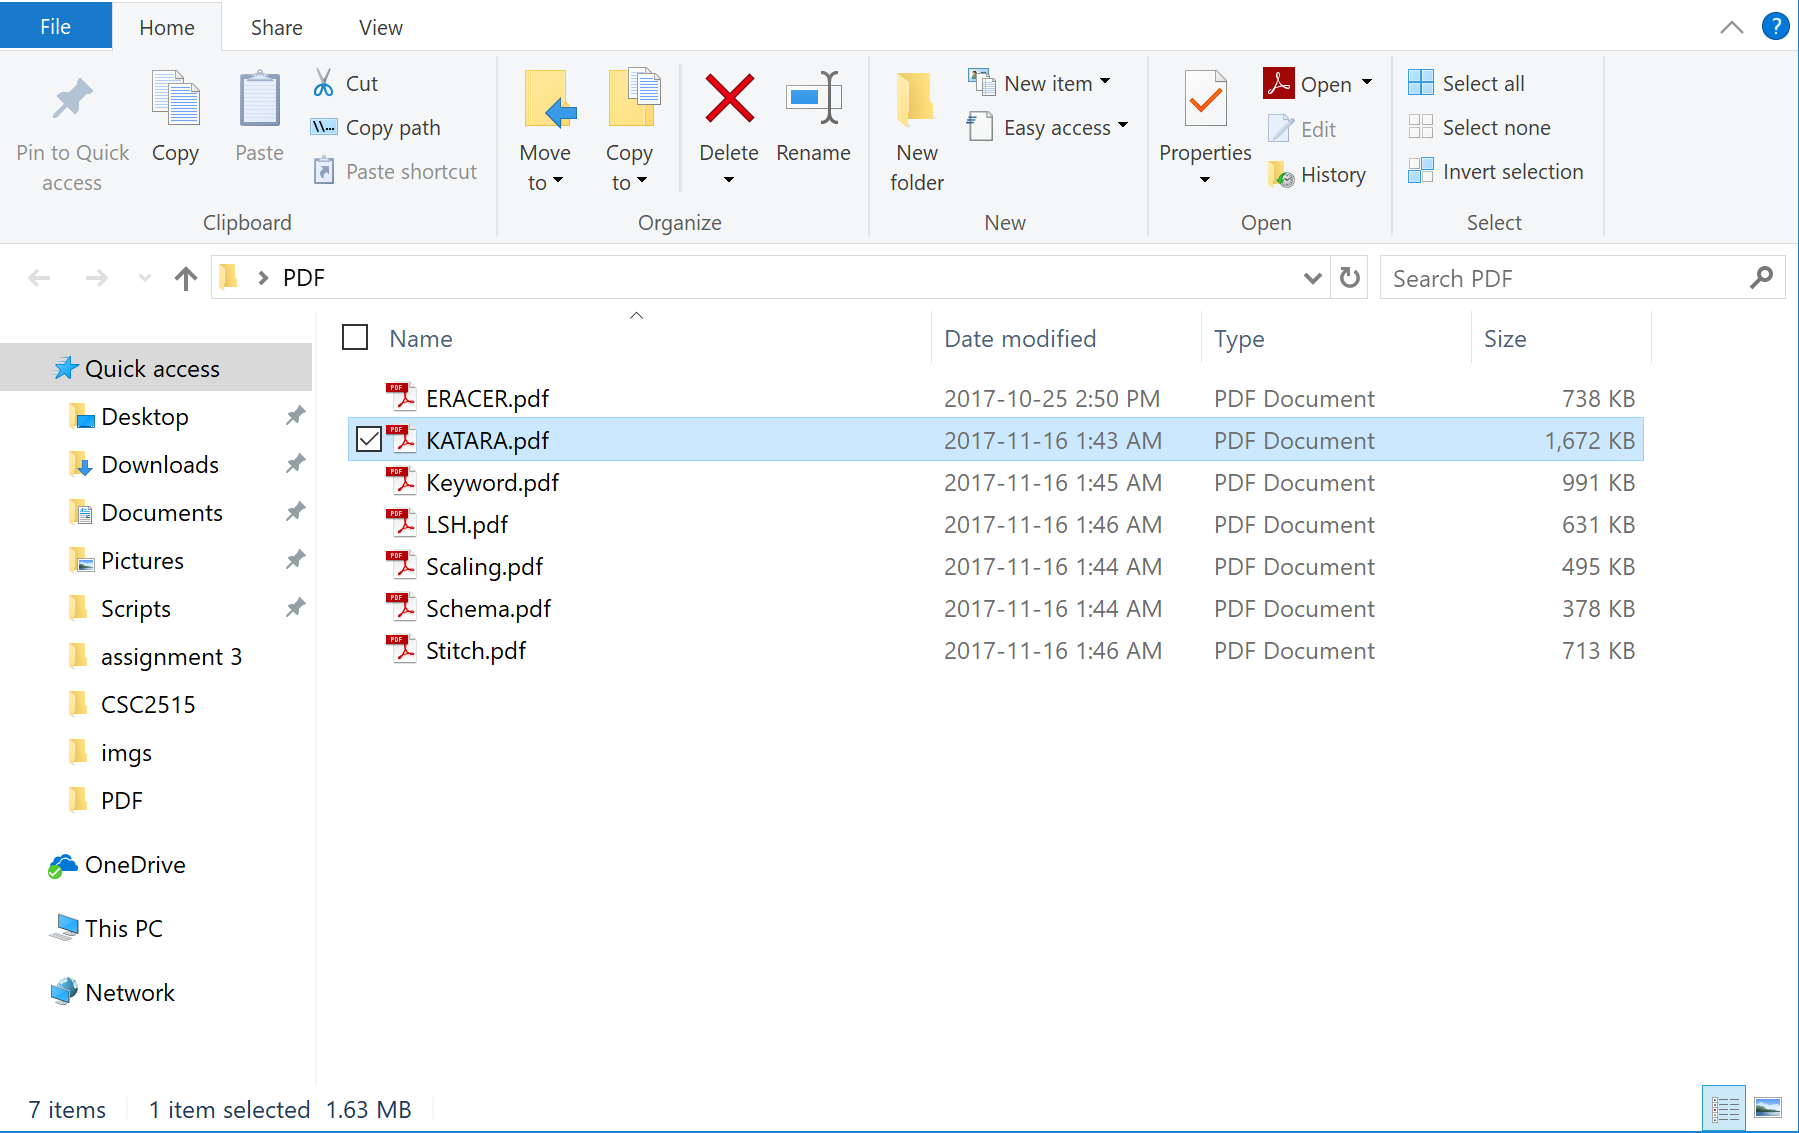 File Home Share View ?
Pin to Quick access
Copy
Paste
Cut
Copy path
Paste shortcut
Clipboard
Move to
Copy to
Delete
Rename
Organize
New folder
New item
Easy access
New
Properties
Open
Edit
History
Open
Select all
Select none
Invert selection
Select
PDF
Search PDF
Name Date modified Type Size
ERACER.pdf 2017-10-25 2:50 PM PDF Document 738 KB
KATARA.pdf 2017-11-16 1:43 AM PDF Document 1,672 KB
Keyword.pdf 2017-11-16 1:45 AM PDF Document 991 KB
LSH.pdf 2017-11-16 1:46 AM PDF Document 631 KB
Scaling.pdf 2017-11-16 1:44 AM PDF Document 495 KB
Schema.pdf 2017-11-16 1:44 AM PDF Document 378 KB
Stitch.pdf 2017-11-16 1:46 AM PDF Document 713 KB
Quick access
Desktop
Downloads
Documents
Pictures
Scripts
assignment 3
CSC2515
imgs
PDF
OneDrive
This PC
Network
7 items 1 item selected 1.63 MB